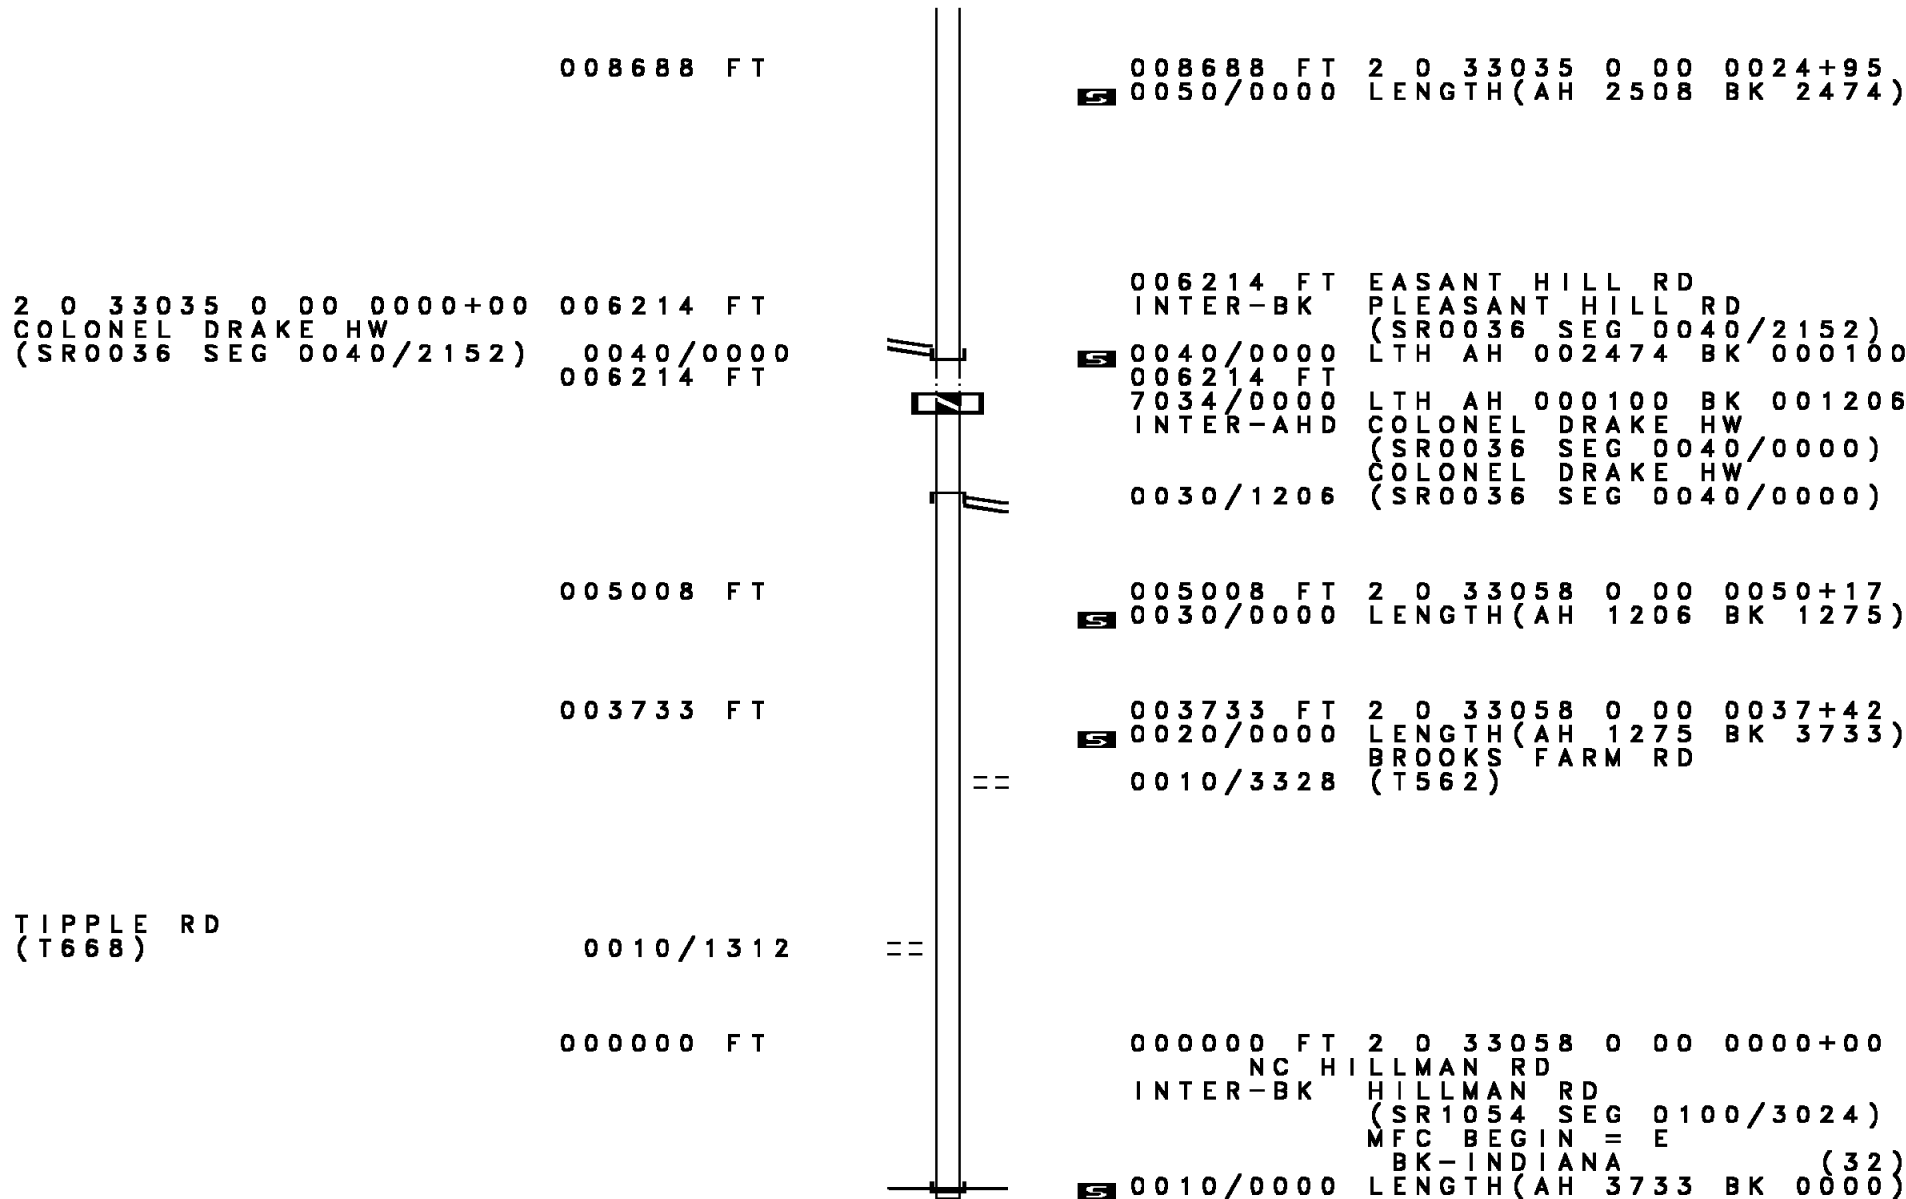 008688 FT 008688 FT 2 0 33035 0 00 0024+95
S 0050/0000 LENGTH(AH 2508 BK 2474)
006214 FT EASANT HILL RD
2 0 33035 0 00 0000+00 006214 FT INTER-BK PLEASANT HILL RD
COLONEL DRAKE HW (SR0036 SEG 0040/2152)
(SR0036 SEG 0040/2152) 0040/0000 S 0040/0000 LTH AH 002474 BK 000100
006214 FT 006214 FT
7034/0000 LTH AH 000100 BK 001206
INTER-AHD COLONEL DRAKE HW
(SR0036 SEG 0040/0000)
COLONEL DRAKE HW
0030/1206 (SR0036 SEG 0040/0000)
005008 FT 005008 FT 2 0 33058 0 00 0050+17
S 0030/0000 LENGTH(AH 1206 BK 1275)
003733 FT 003733 FT 2 0 33058 0 00 0037+42
S 0020/0000 LENGTH(AH 1275 BK 3733)
BROOKS FARM RD
0010/3328 (T562)
TIPPLE RD
(T668) 0010/1312
000000 FT 000000 FT 2 0 33058 0 00 0000+00
NC HILLMAN RD
INTER-BK HILLMAN RD
(SR1054 SEG 0100/3024)
MFC BEGIN = E
BK-INDIANA (32)
S 0010/0000 LENGTH(AH 3733 BK 0000)